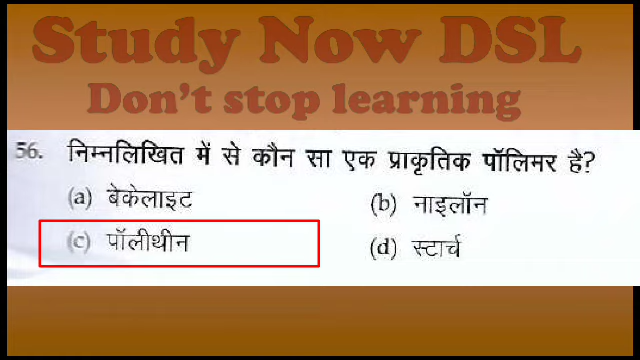 Study Now DSL
Don't stop learning
56. निम्नलिखित में से कौन सा एक प्राकृतिक पॉलिमर है?
(a) बेकेलाइट (b) नाइलॉन
(c) पॉलीथीन (d) स्टार्च